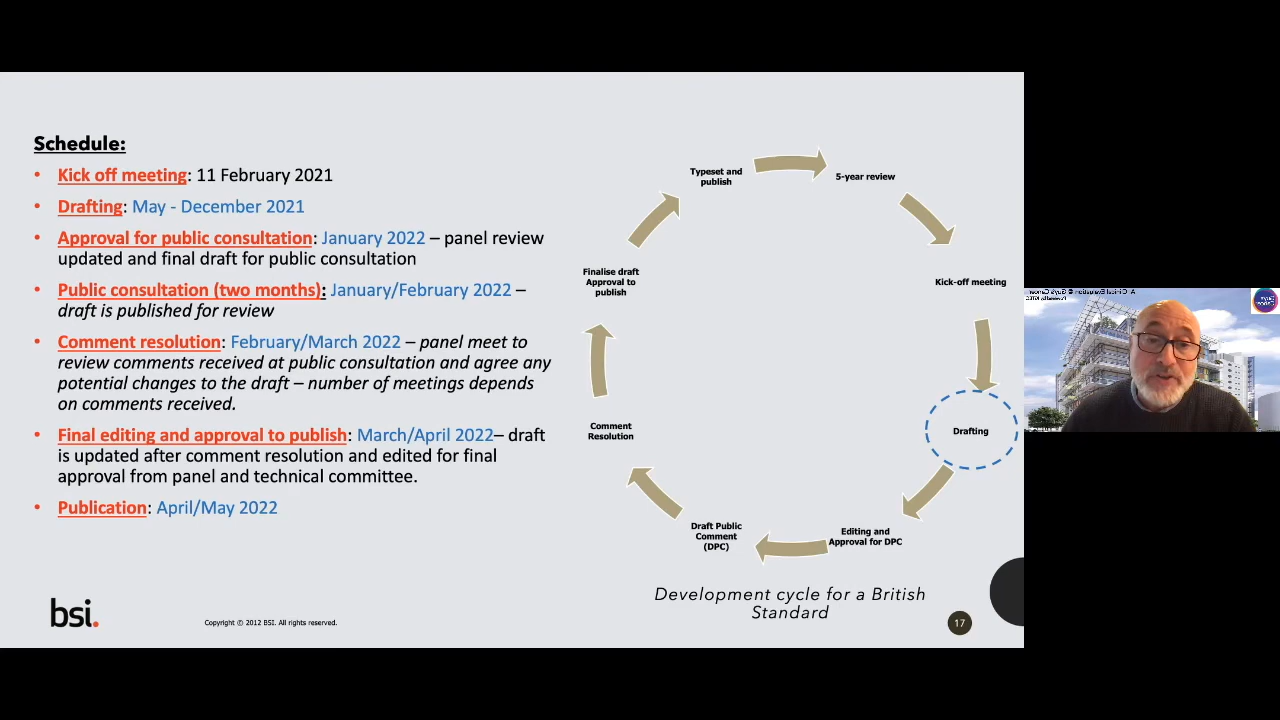 Schedule:
• Kick off meeting: 11 February 2021
• Drafting: May - December 2021
• Approval for public consultation: January 2022 – panel review
updated and final draft for public consultation
• Public consultation (two months): January/February 2022 –
draft is published for review
• Comment resolution: February/March 2022 – panel meet to
review comments received at public consultation and agree any
potential changes to the draft – number of meetings depends
on comments received.
• Final editing and approval to publish: March/April 2022– draft
is updated after comment resolution and edited for final
approval from panel and technical committee.
• Publication: April/May 2022
Typeset and
publish
5-year review
Kick-off meeting
Drafting
Editing and
Approval for DPC
Draft Public
Comment
(DPC)
Comment
Resolution
Finalise draft
Approval to
publish
Development cycle for a British
Standard
bsi.
Copyright © 2012 BSI. All rights reserved.
17